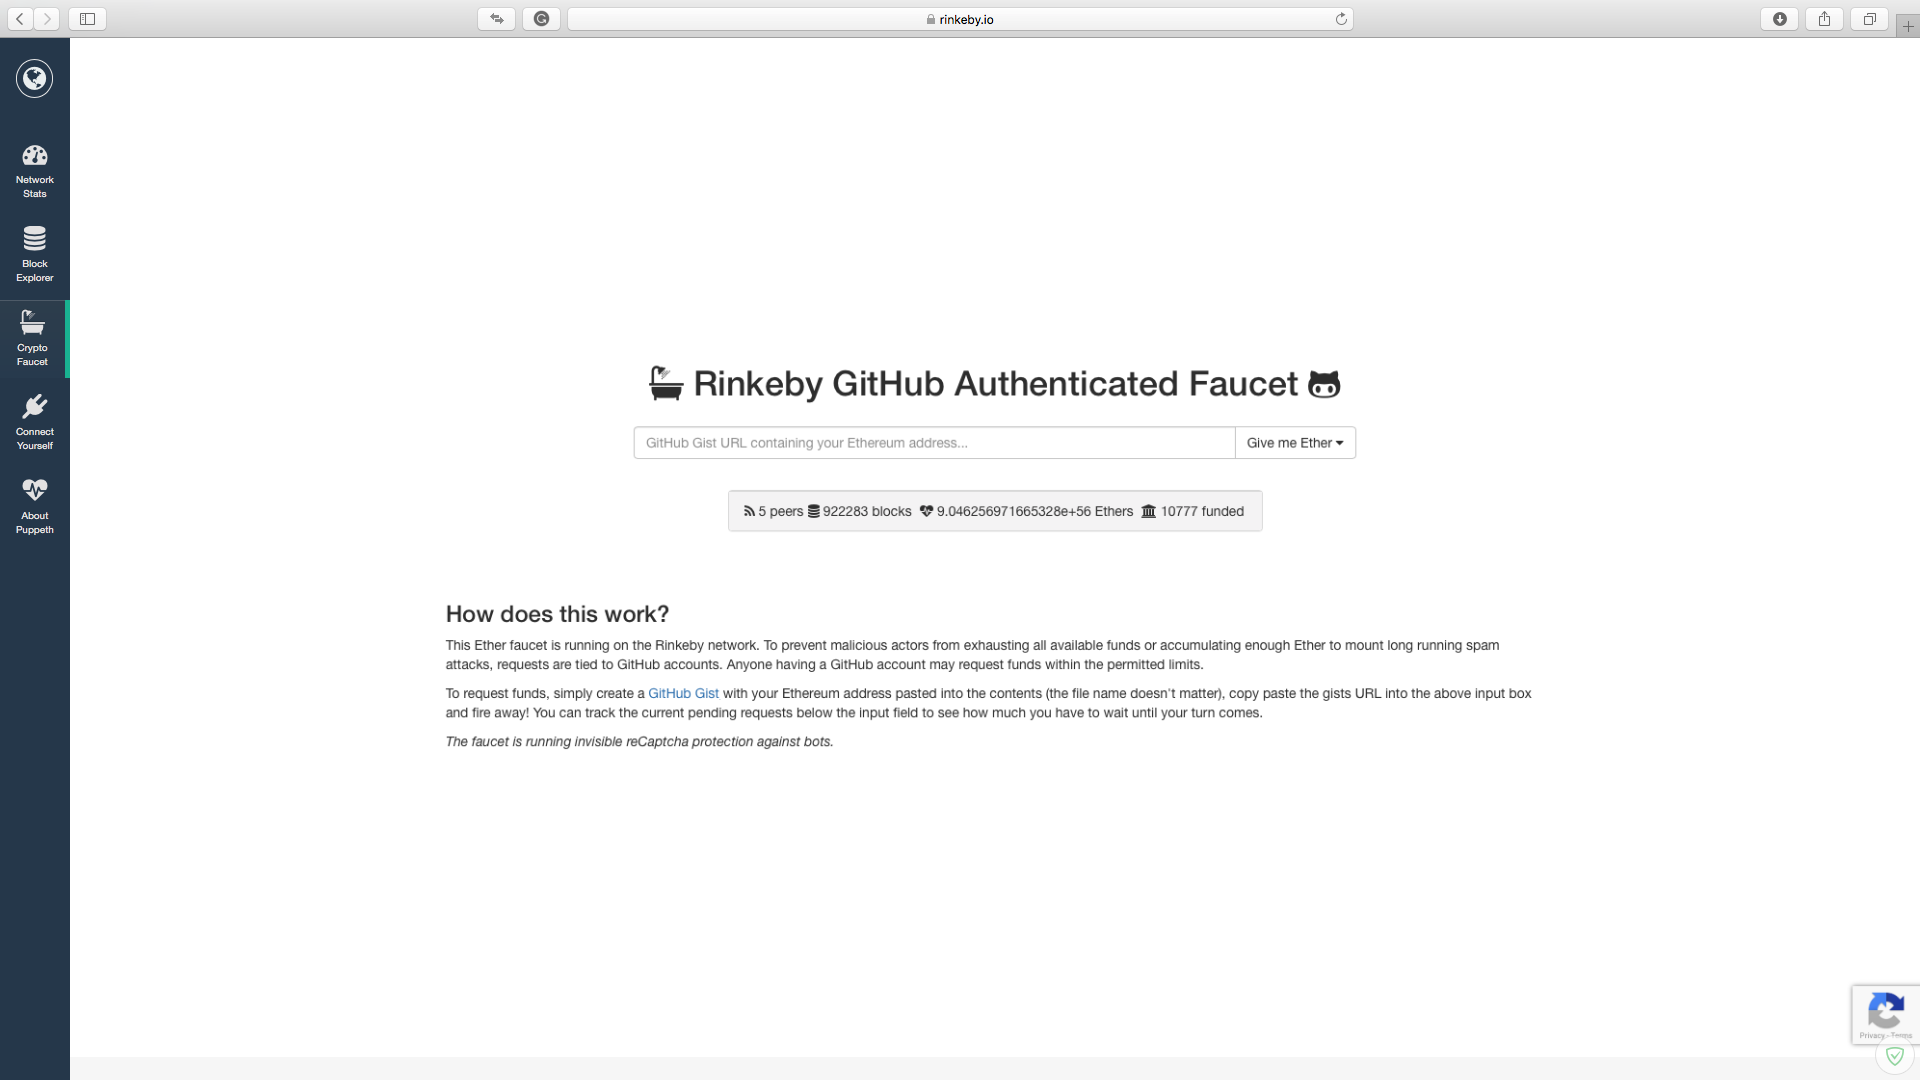 rinkeby.io
Network
Stats
Block
Explorer
Crypto
Faucet
Connect
Yourself
About
Puppeth
Rinkeby GitHub Authenticated Faucet
GitHub Gist URL containing your Ethereum address...
Give me Ether
5 peers 922283 blocks 9.046256971665328e+56 Ethers 10777 funded
How does this work?
This Ether faucet is running on the Rinkeby network. To prevent malicious actors from exhausting all available funds or accumulating enough Ether to mount long running spam
attacks, requests are tied to GitHub accounts. Anyone having a GitHub account may request funds within the permitted limits.
To request funds, simply create a GitHub Gist with your Ethereum address pasted into the contents (the file name doesn't matter), copy paste the gists URL into the above input box
and fire away! You can track the current pending requests below the input field to see how much you have to wait until your turn comes.
The faucet is running invisible reCaptcha protection against bots.
Privacy - Terms